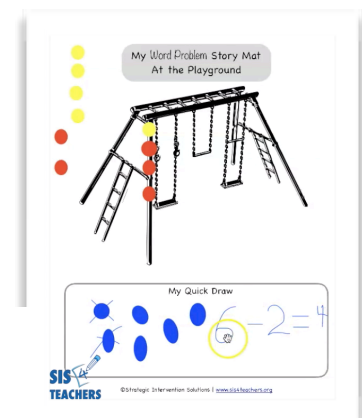 My Word Problem Story Mat
At the Playground
My Quick Draw
6-2=4
SIS4
TEACHERS
©Strategic Intervention Solutions | www.sis4teachers.org